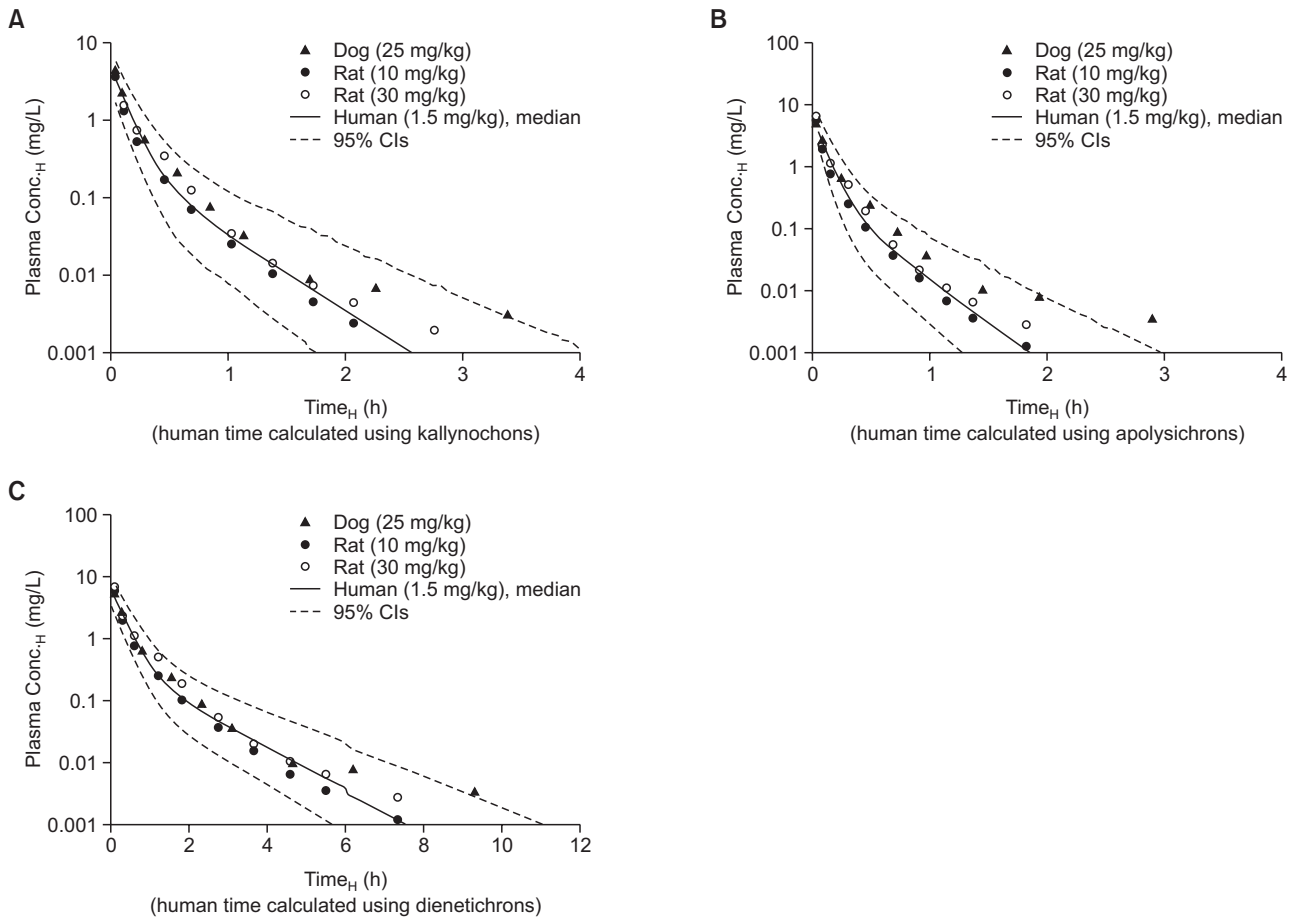 A
Plasma Conc.H (mg/L)
10
1
0.1
0.01
0.001
Dog (25 mg/kg)
Rat (10 mg/kg)
Rat (30 mg/kg)
Human (1.5 mg/kg), median
95% CIs
0 1 2 3 4
TimeH (h)
(human time calculated using kallynochons)
B
Plasma Conc.H (mg/L)
100
10
1
0.1
0.01
0.001
Dog (25 mg/kg)
Rat (10 mg/kg)
Rat (30 mg/kg)
Human (1.5 mg/kg), median
95% CIs
0 1 2 3 4
TimeH (h)
(human time calculated using apolysichrons)
C
Plasma Conc.H (mg/L)
100
10
1
0.1
0.01
0.001
Dog (25 mg/kg)
Rat (10 mg/kg)
Rat (30 mg/kg)
Human (1.5 mg/kg), median
95% CIs
0 2 4 6 8 10 12
TimeH (h)
(human time calculated using dienetichrons)